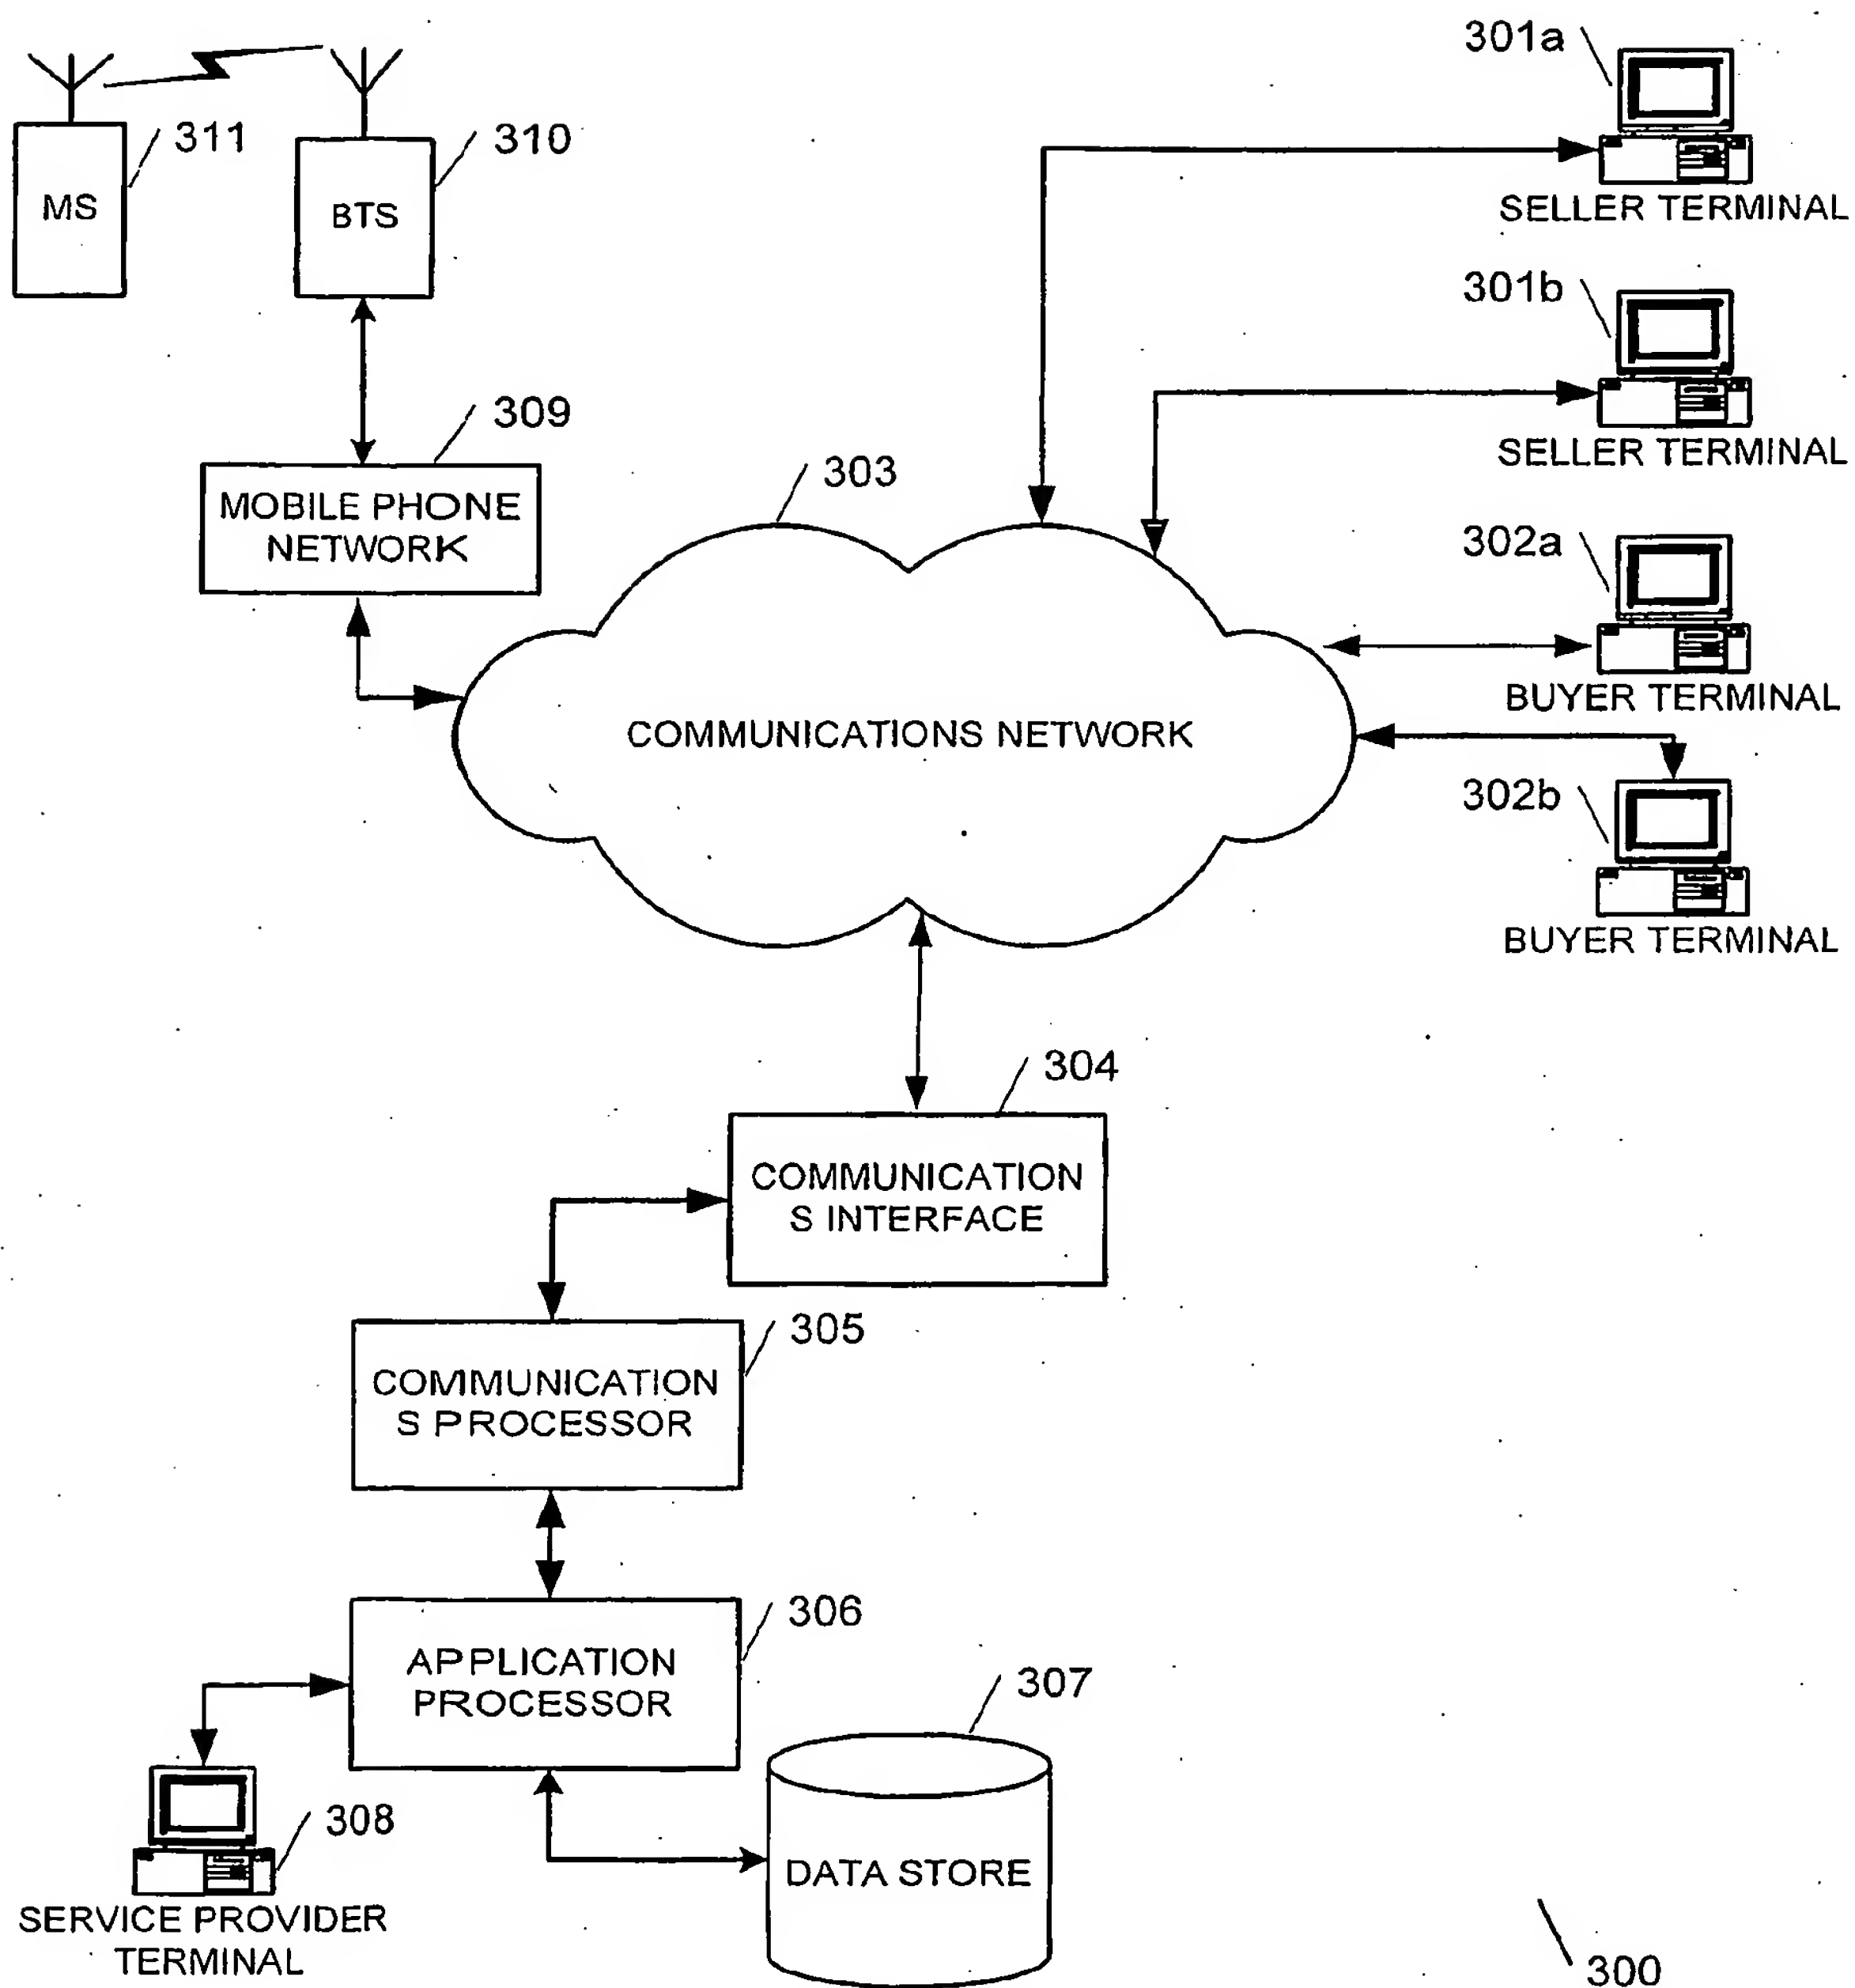 301a
311
310
MS
BTS
SELLER TERMINAL
301b
309
SELLER TERMINAL
303
MOBILE PHONE
NETWORK
302a
BUYER TERMINAL
COMMUNICATIONS NETWORK
302b
BUYER TERMINAL
304
COMMUNICATION
S INTERFACE
305
COMMUNICATION
S PROCESSOR
306
APPLICATION
PROCESSOR
307
308
DATA STORE
SERVICE PROVIDER
TERMINAL
300